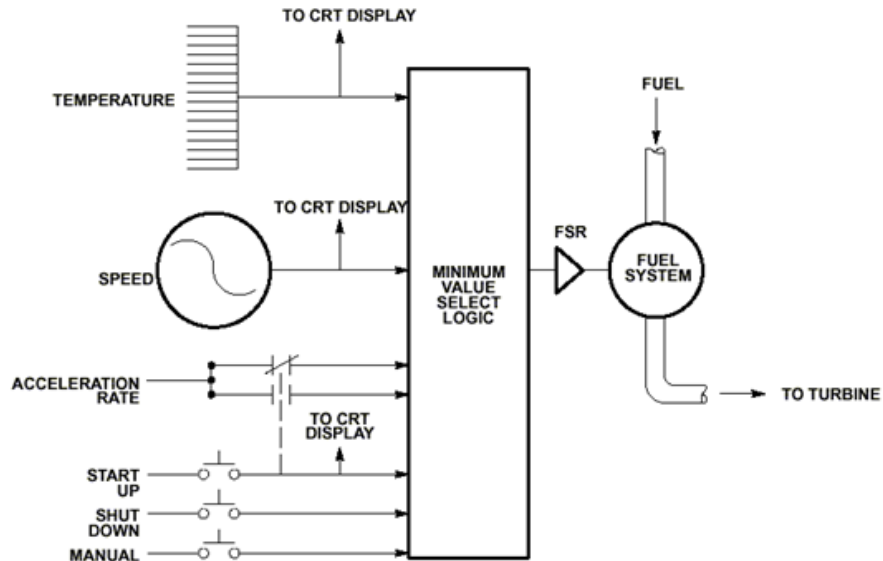 TO CRT DISPLAY
TEMPERATURE
FUEL
TO CRT DISPLAY
SPEED
MINIMUM
VALUE
SELECT
LOGIC
FSR
FUEL
SYSTEM
ACCELERATION
RATE
TO CRT
DISPLAY
TO TURBINE
START
UP
SHUT
DOWN
MANUAL